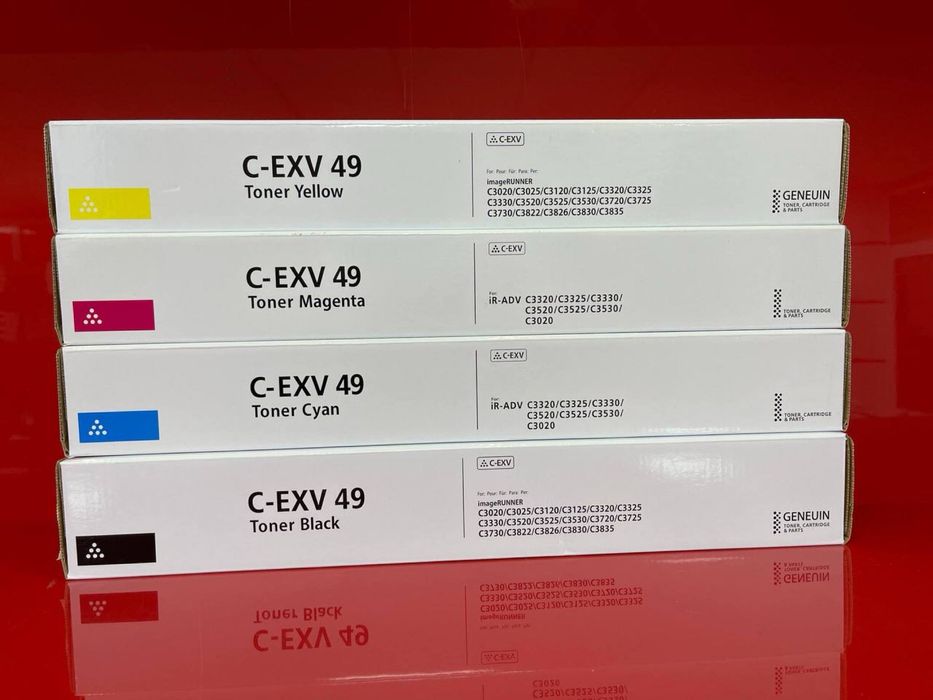 C-EXV 49
Toner Yellow
C-EXV
For: Pour: Für: Para: Per:
imageRUNNER
C3020/C3025/C3120/C3125/C3320/C3325
C3330/C3520/C3525/C3530/C3720/C3725
C3730/C3822/C3826/C3830/C3835
GENEUIN
TONER, CARTRIDGE
& PARTS
C-EXV 49
Toner Magenta
C-EXV
For:
iR-ADV C3320/C3325/C3330/
C3520/C3525/C3530/
C3020
TONER, CARTRIDGE
& PARTS
C-EXV 49
Toner Cyan
C-EXV
For:
iR-ADV C3320/C3325/C3330/
C3520/C3525/C3530/
C3020
TONER, CARTRIDGE
& PARTS
C-EXV 49
Toner Black
C-EXV
For: Pour: Für: Para: Per:
imageRUNNER
C3020/C3025/C3120/C3125/C3320/C3325
C3330/C3520/C3525/C3530/C3720/C3725
C3730/C3822/C3826/C3830/C3835
GENEUIN
TONER, CARTRIDGE
& PARTS